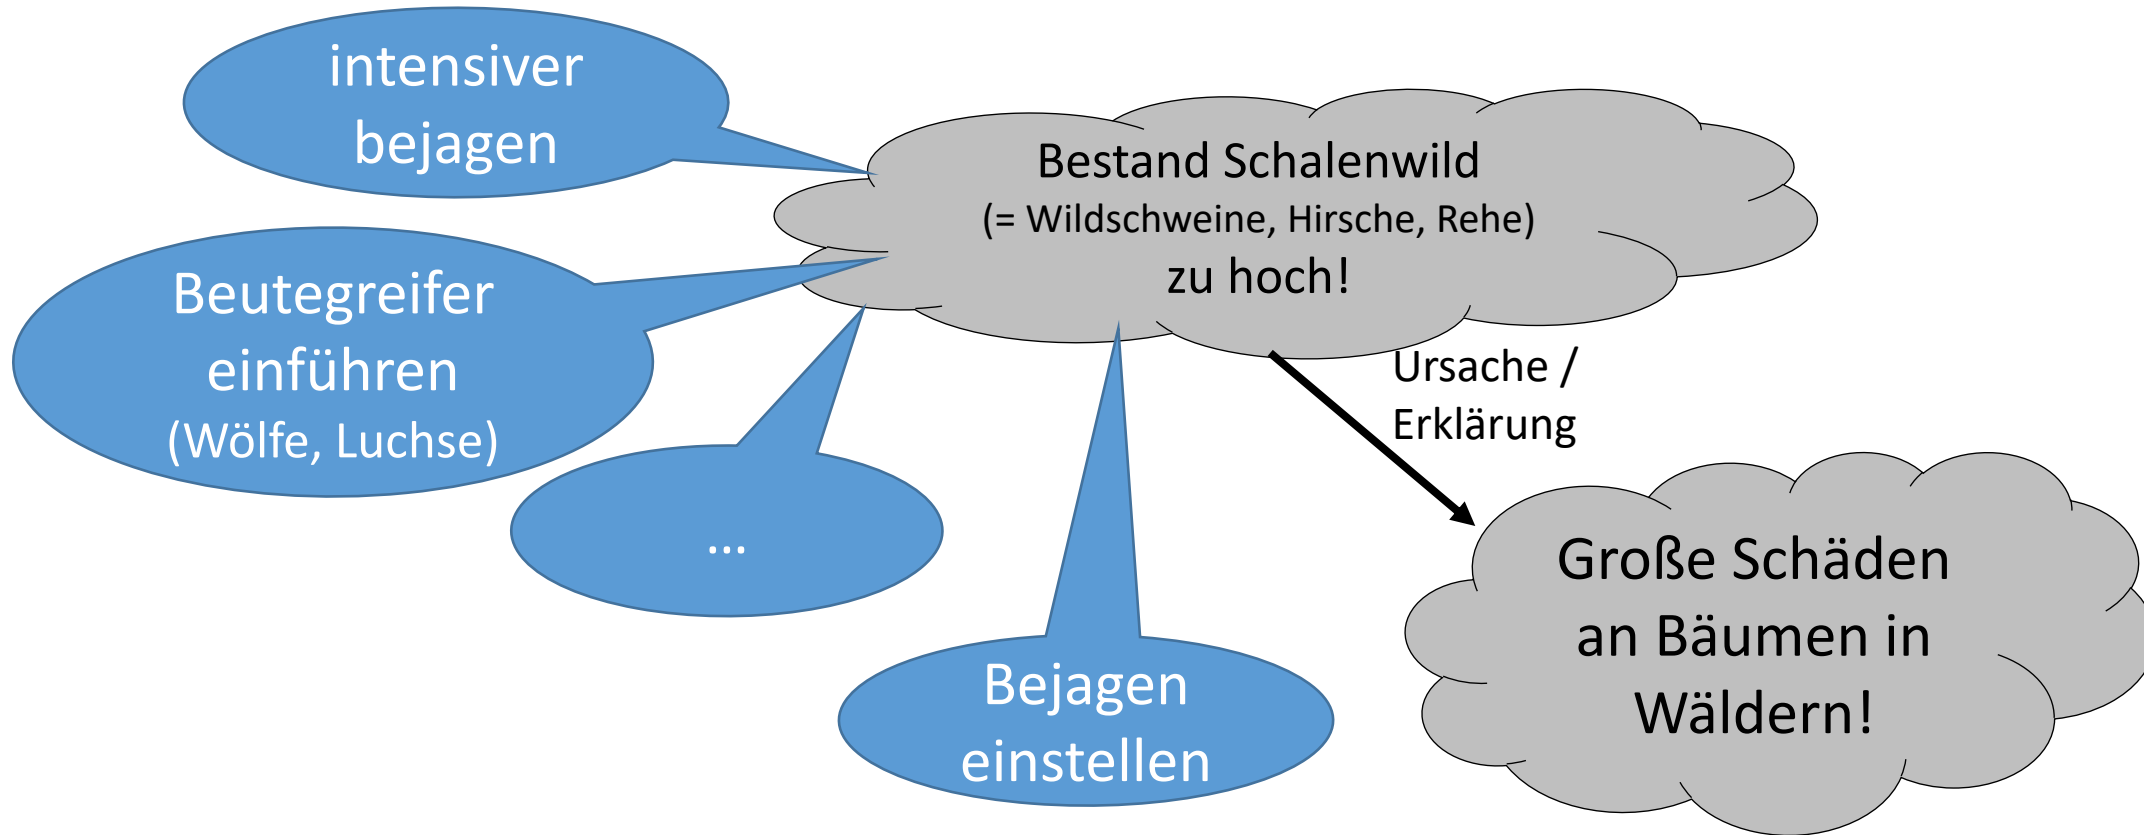 intensiver
bejagen
Bestand Schalenwild
(= Wildschweine, Hirsche, Rehe)
zu hoch!
Beutegreifer
einführen
(Wölfe, Luchse)
Ursache /
Erklärung
...
Große Schäden
an Bäumen in
Wäldern!
Bejagen
einstellen